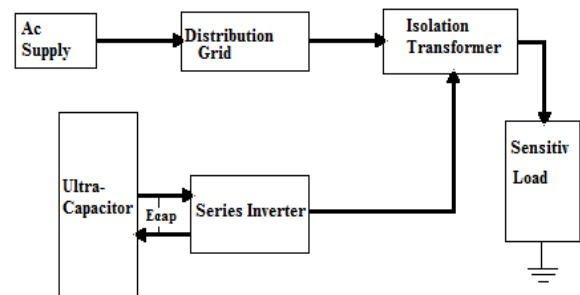 Ac
Supply
Distribution
Grid
Isolation
Transformer
Sensitiv
Load
Ultra-
Capacitor
Ecap
Series Inverter